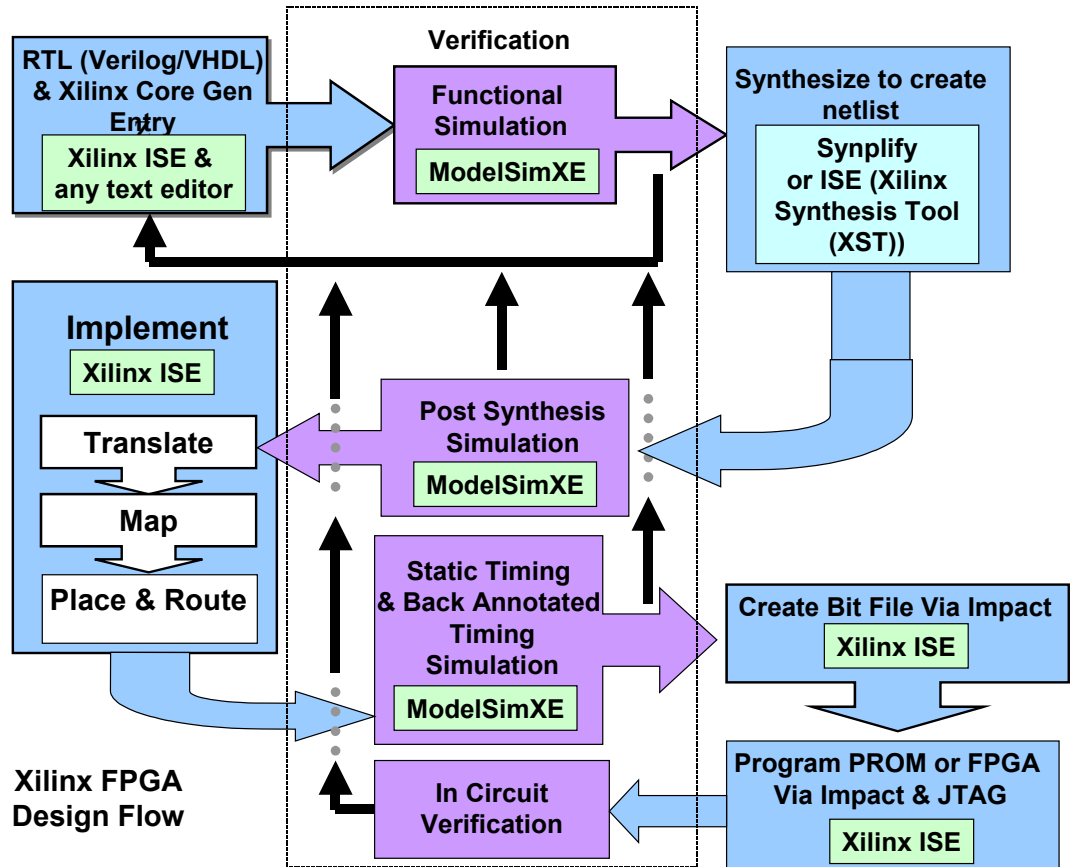 Verification
RTL (Verilog/VHDL)
& Xilinx Core Gen
Entry
Xilinx ISE &
any text editor
Functional
Simulation
ModelSimXE
Synthesize to create
netlist
Synplify
or ISE (Xilinx
Synthesis Tool
(XST))
Implement
Xilinx ISE
Translate
Map
Place & Route
Post Synthesis
Simulation
ModelSimXE
Static Timing
& Back Annotated
Timing
Simulation
ModelSimXE
Create Bit File Via Impact
Xilinx ISE
Program PROM or FPGA
Via Impact & JTAG
Xilinx ISE
In Circuit
Verification
Xilinx FPGA
Design Flow